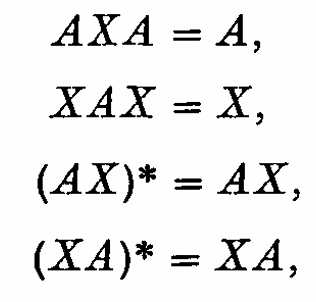 AXA = A,
XAX = X,
(AX)* = AX,
(XA)* = XA,